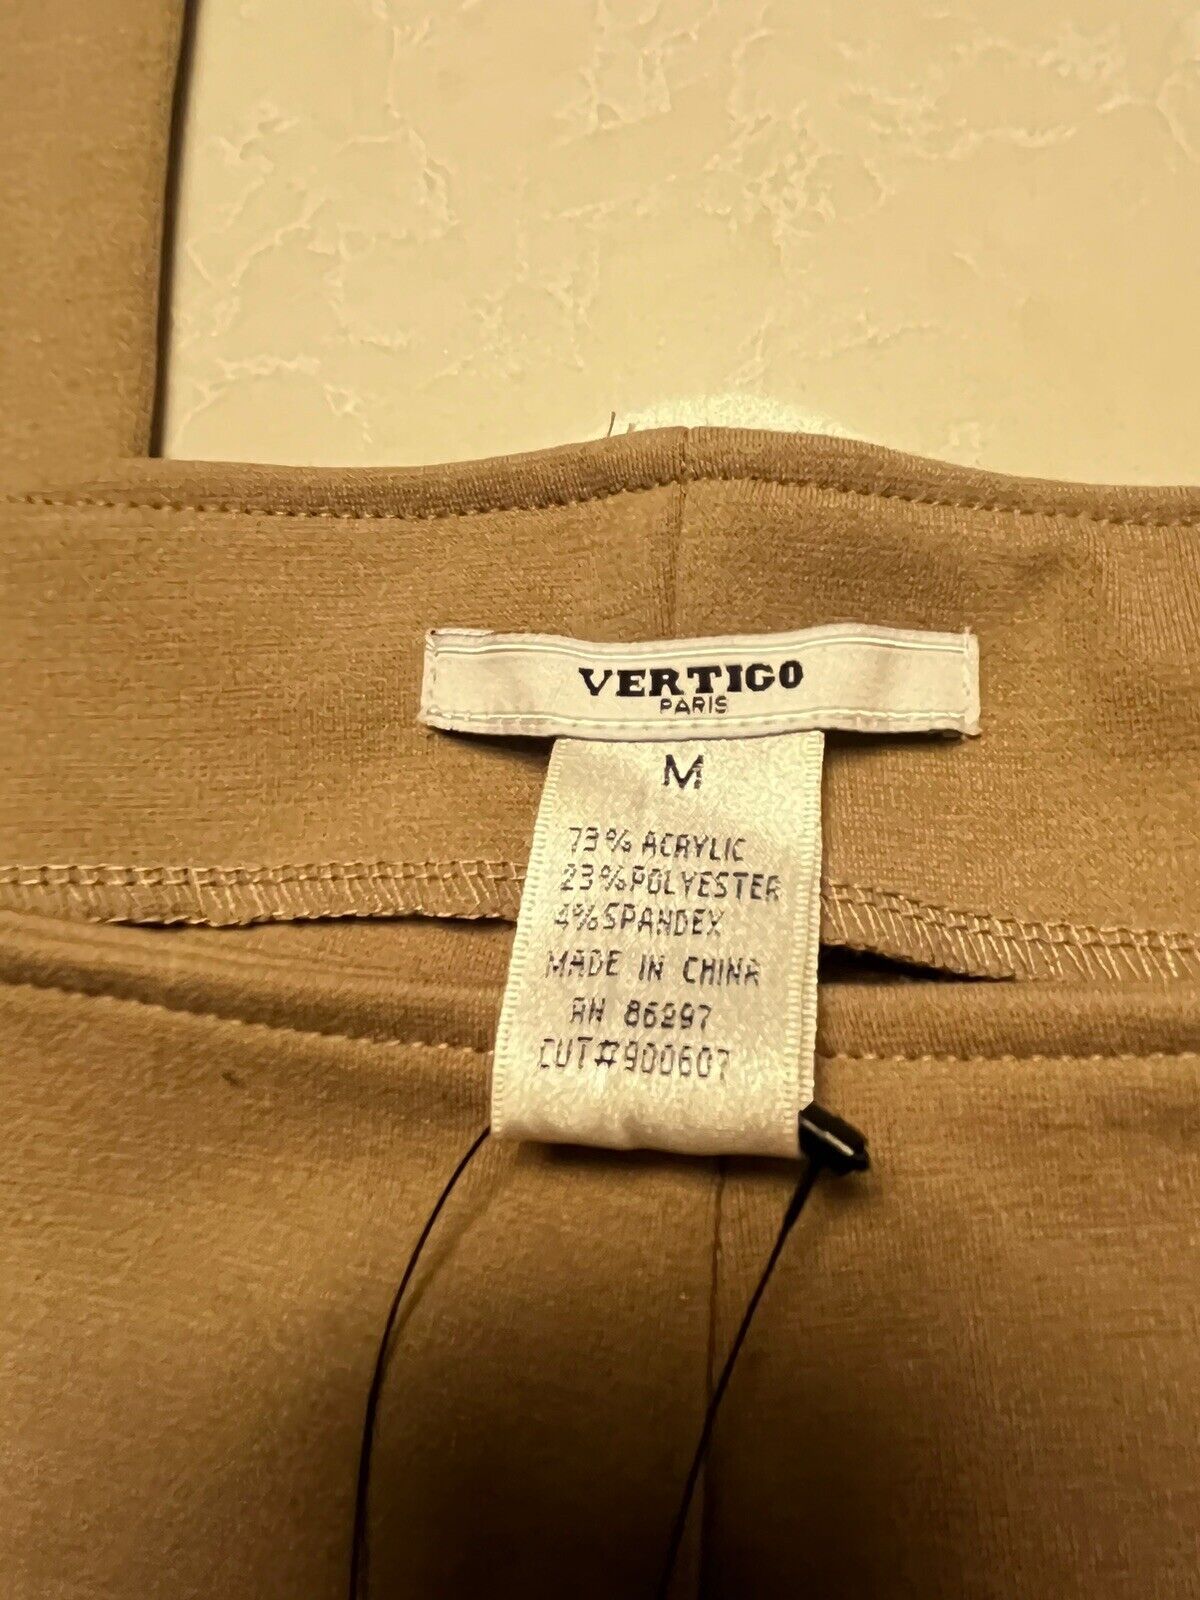 VERTIGO
PARIS
M
73% ACRYLIC
23% POLYESTER
4% SPANDEX
MADE IN CHINA
RN 86297
CUT#900607